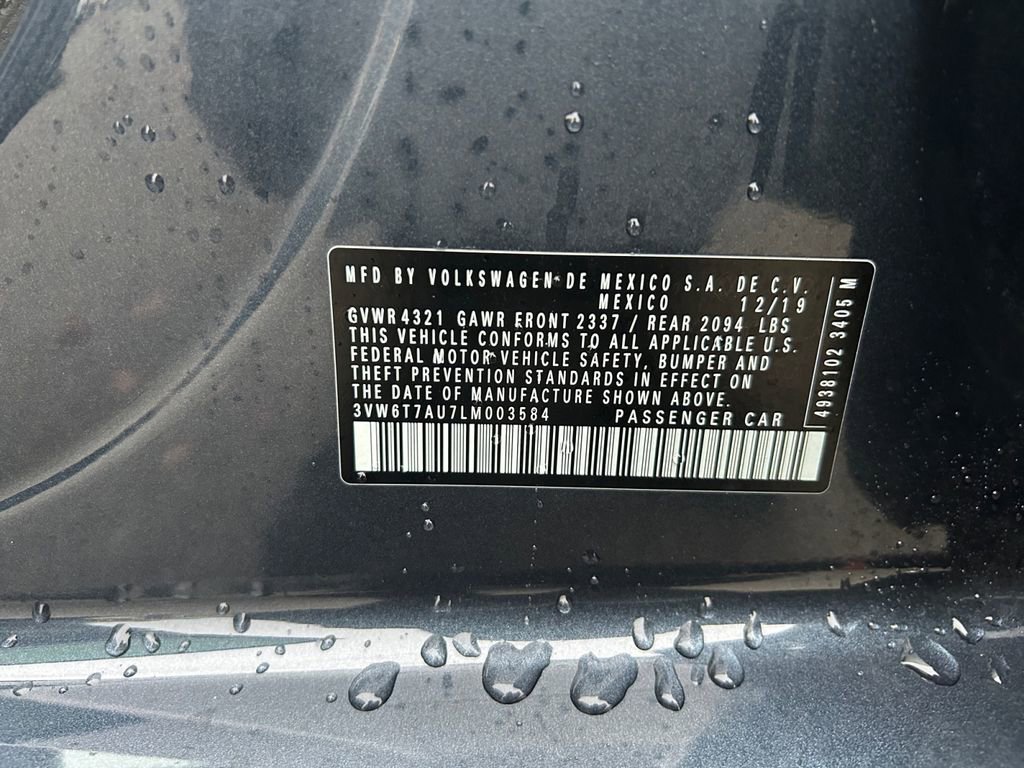 MFD BY VOLKSWAGEN DE MEXICO S.A. DE C.V.
MEXICO 12/19
GVWR 4321 GAWR FRONT 2337 / REAR 2094 LBS
THIS VEHICLE CONFORMS TO ALL APPLICABLE U.S.
FEDERAL MOTOR VEHICLE SAFETY, BUMPER AND
THEFT PREVENTION STANDARDS IN EFFECT ON
THE DATE OF MANUFACTURE SHOWN ABOVE.
3VW6T7AU7LM003584 PASSENGER CAR
4938102 3405 M